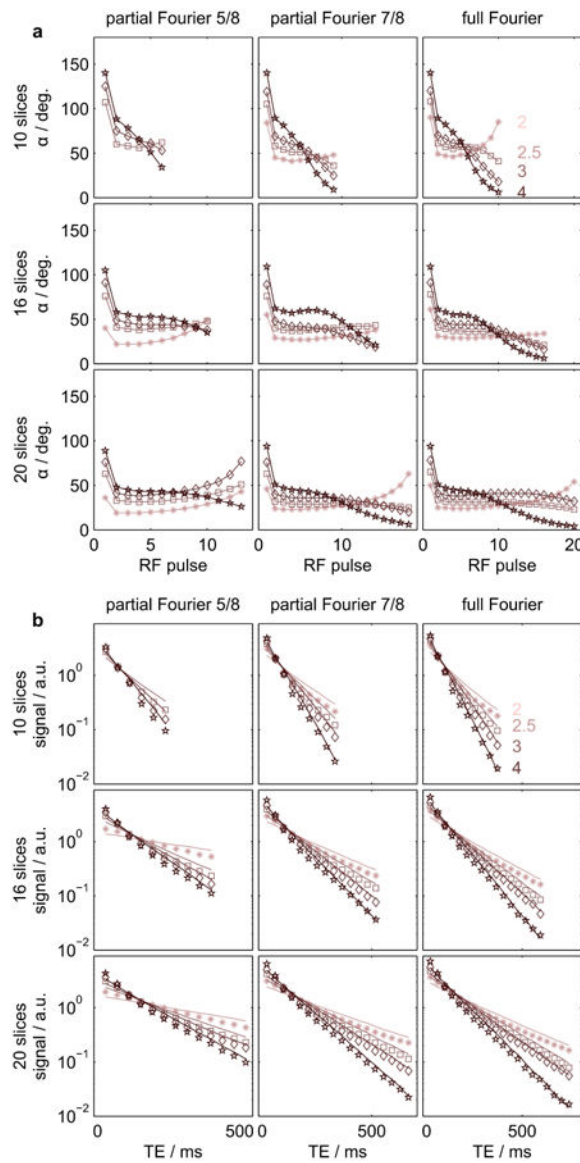 partial Fourier 5/8 partial Fourier 7/8 full Fourier
a
10 slices
α / deg.
150
100
50
0
2
2.5
3
4
16 slices
α / deg.
150
100
50
0
20 slices
α / deg.
150
100
50
0
0 5 10 0 10 0 10 20
RF pulse RF pulse RF pulse
partial Fourier 5/8 partial Fourier 7/8 full Fourier
b
10 slices
signal / a.u.
10⁰
10⁻¹
10⁻²
2
2.5
3
4
16 slices
signal / a.u.
10⁰
10⁻¹
10⁻²
20 slices
signal / a.u.
10⁰
10⁻¹
10⁻²
0 500 0 500 0 500
TE / ms TE / ms TE / ms